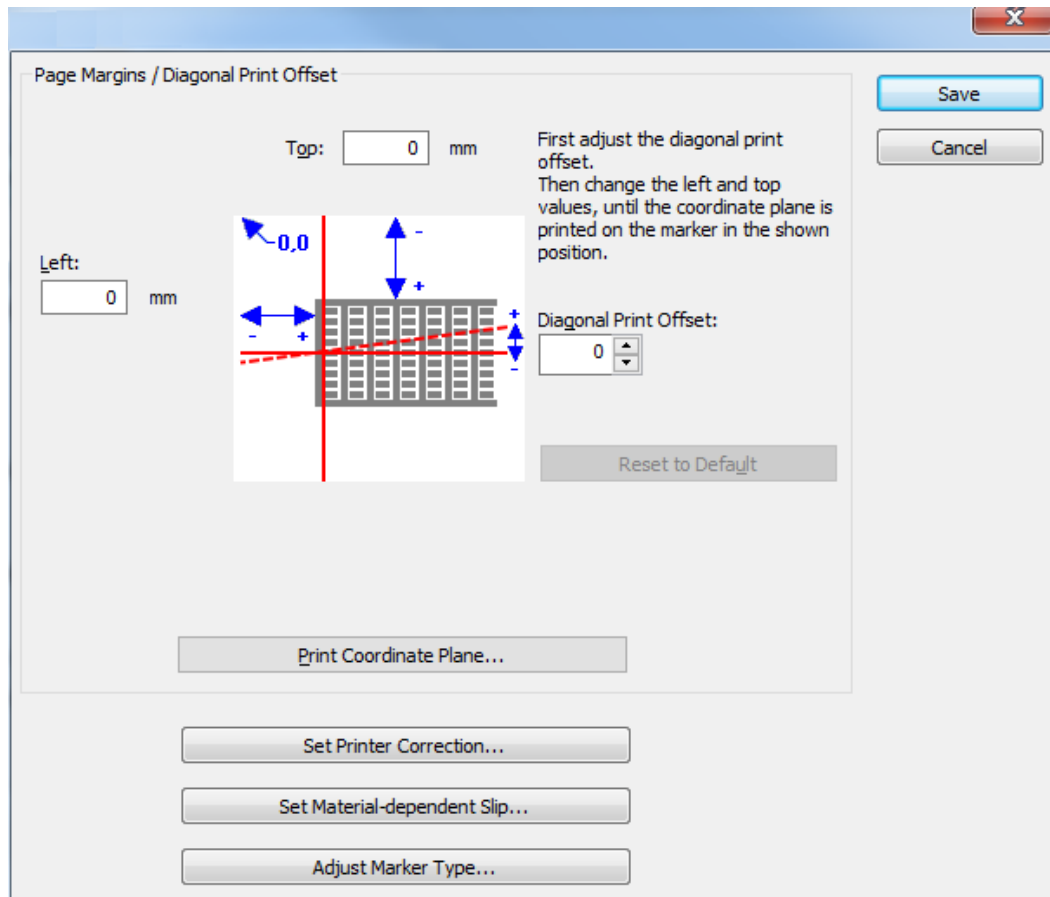 X
Page Margins / Diagonal Print Offset
Save
Top: 0 mm
First adjust the diagonal print
offset.
Then change the left and top
values, until the coordinate plane is
printed on the marker in the shown
position.
Cancel
Left:
0 mm
0,0
-
+
- +
+
-
Diagonal Print Offset:
0
Reset to Default
Print Coordinate Plane...
Set Printer Correction...
Set Material-dependent Slip...
Adjust Marker Type...